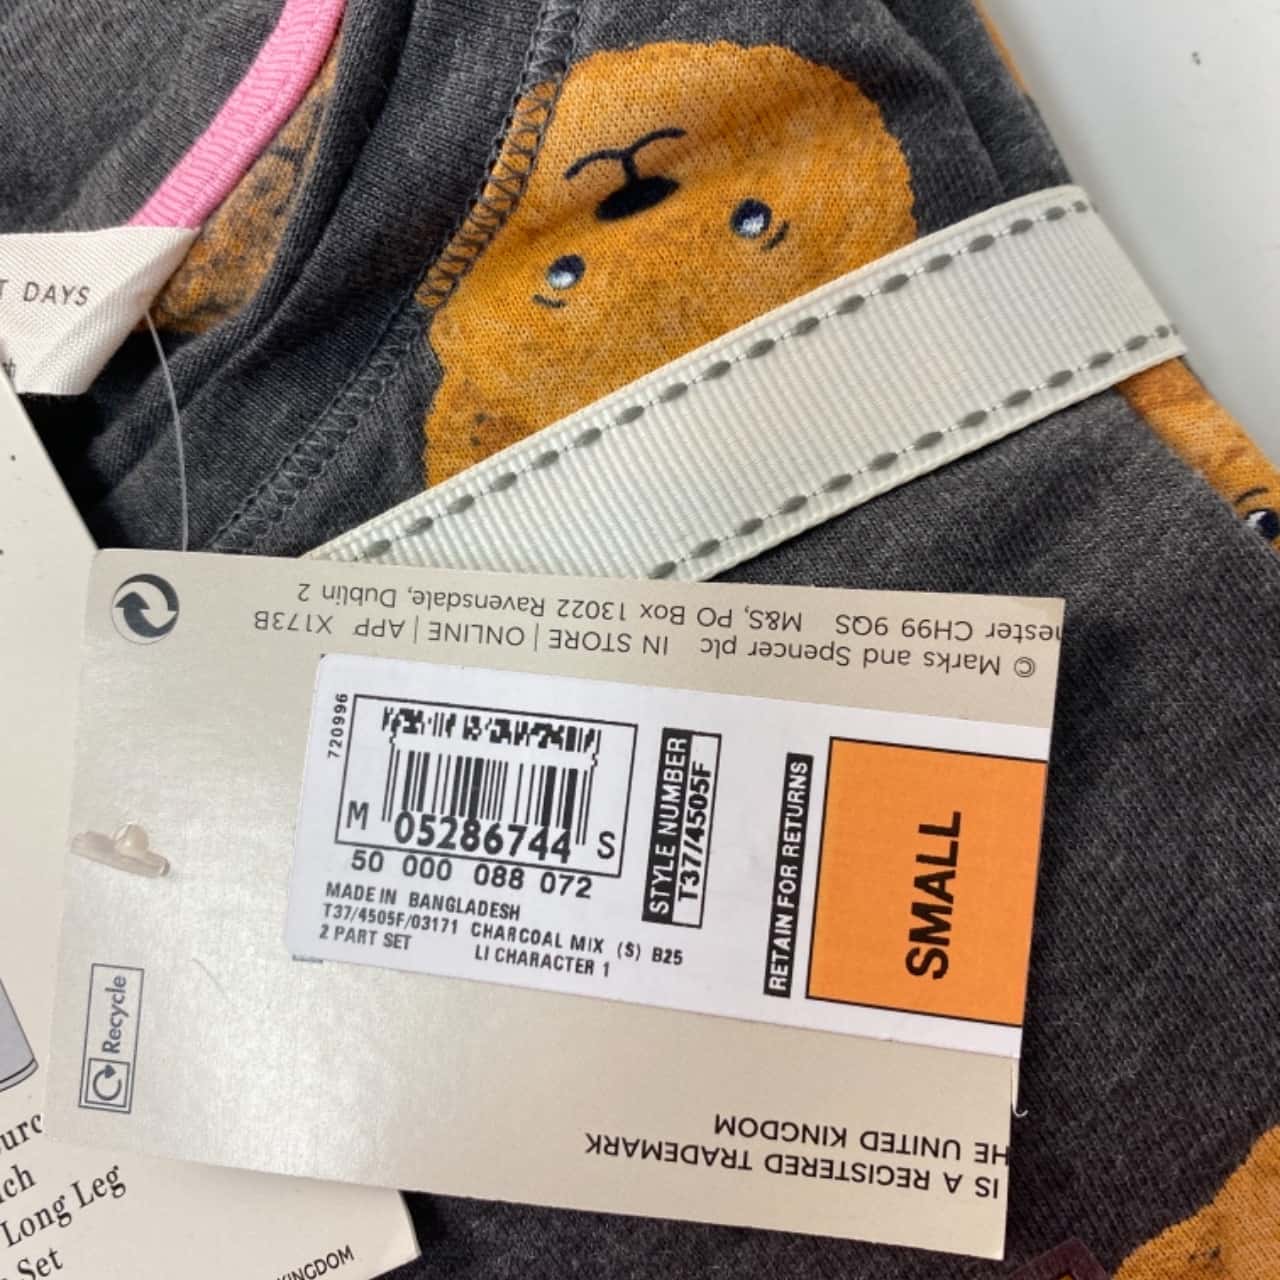 T DAYS
© Marks and Spencer plc IN STORE | ONLINE | APP X173B
hester CH99 9QS M&S, PO Box 13022 Ravensdale, Dublin 2
720996
M 05286744 S
50 000 088 072
MADE IN BANGLADESH
T37/4505F/03171 CHARCOAL MIX (S) B25
2 PART SET LI CHARACTER 1
STYLE NUMBER
T37/4505F
RETAIN FOR RETURNS
SMALL
Recycle
IS A REGISTERED TRADEMARK
HE UNITED KINGDOM
Long Leg
Set
KINGDOM